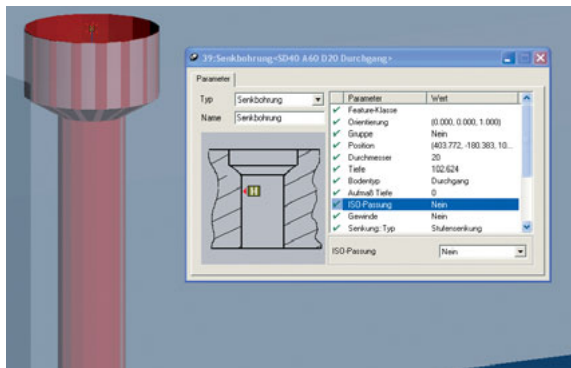 39:Senkbohrung<SD40 A60 D20 Durchgang>
Parameter
Typ Senkbohrung
Name Senkbohrung
H
Parameter Wert
Feature-Klasse
Orientierung (0.000, 0.000, 1.000)
Gruppe Nein
Position (403.772, -180.383, 10...
Durchmesser 20
Tiefe 102.624
Bodentyp Durchgang
Aufmaß Tiefe 0
ISO-Passung Nein
Gewinde Nein
Senkung: Typ Stufensenkung
ISO-Passung Nein